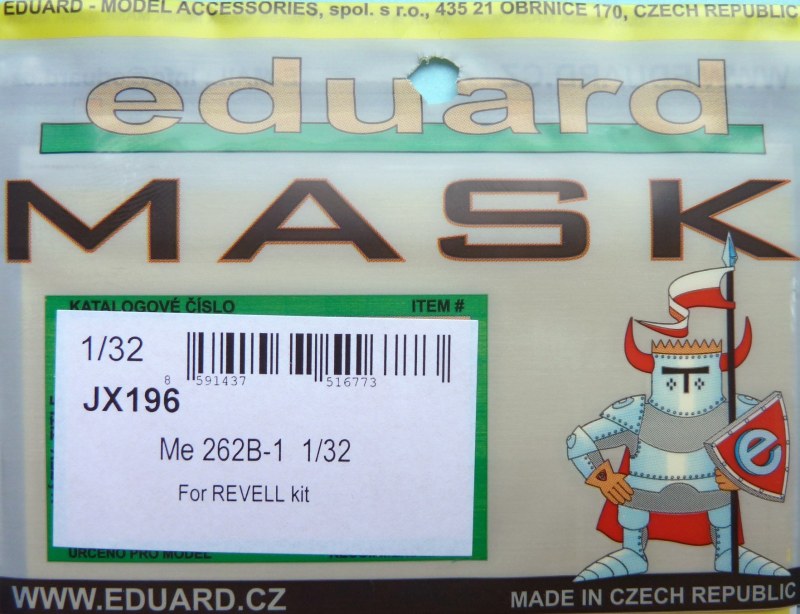 EDUARD - MODEL ACCESSORIES, spol. s r.o., 435 21 OBRNICE 170, CZECH REPUBLIC
eduard
MASK
KATALOGOVÉ ČÍSLO ITEM #
1/32
8 591437 516773
JX196
Me 262B-1 1/32
For REVELL kit
URČENO PRO MODEL
e
WWW.EDUARD.CZ
MADE IN CZECH REPUBLIC